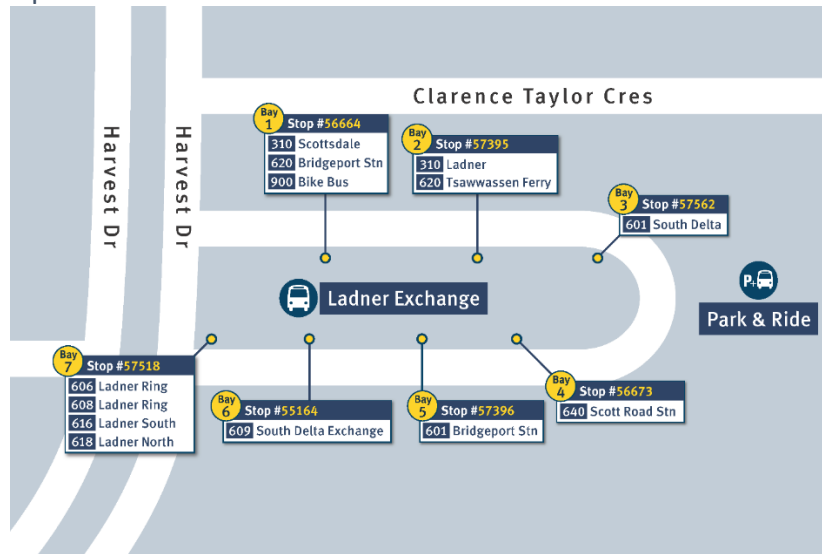 Clarence Taylor Cres
Harvest Dr
Harvest Dr
Bay 1
Stop #56664
310 Scottsdale
620 Bridgeport Stn
900 Bike Bus
Bay 2
Stop #57395
310 Ladner
620 Tsawwassen Ferry
Bay 3
Stop #57562
601 South Delta
Ladner Exchange
P+
Park & Ride
Bay 7
Stop #57518
606 Ladner Ring
608 Ladner Ring
616 Ladner South
618 Ladner North
Bay 6
Stop #55164
609 South Delta Exchange
Bay 5
Stop #57396
601 Bridgeport Stn
Bay 4
Stop #56673
640 Scott Road Stn